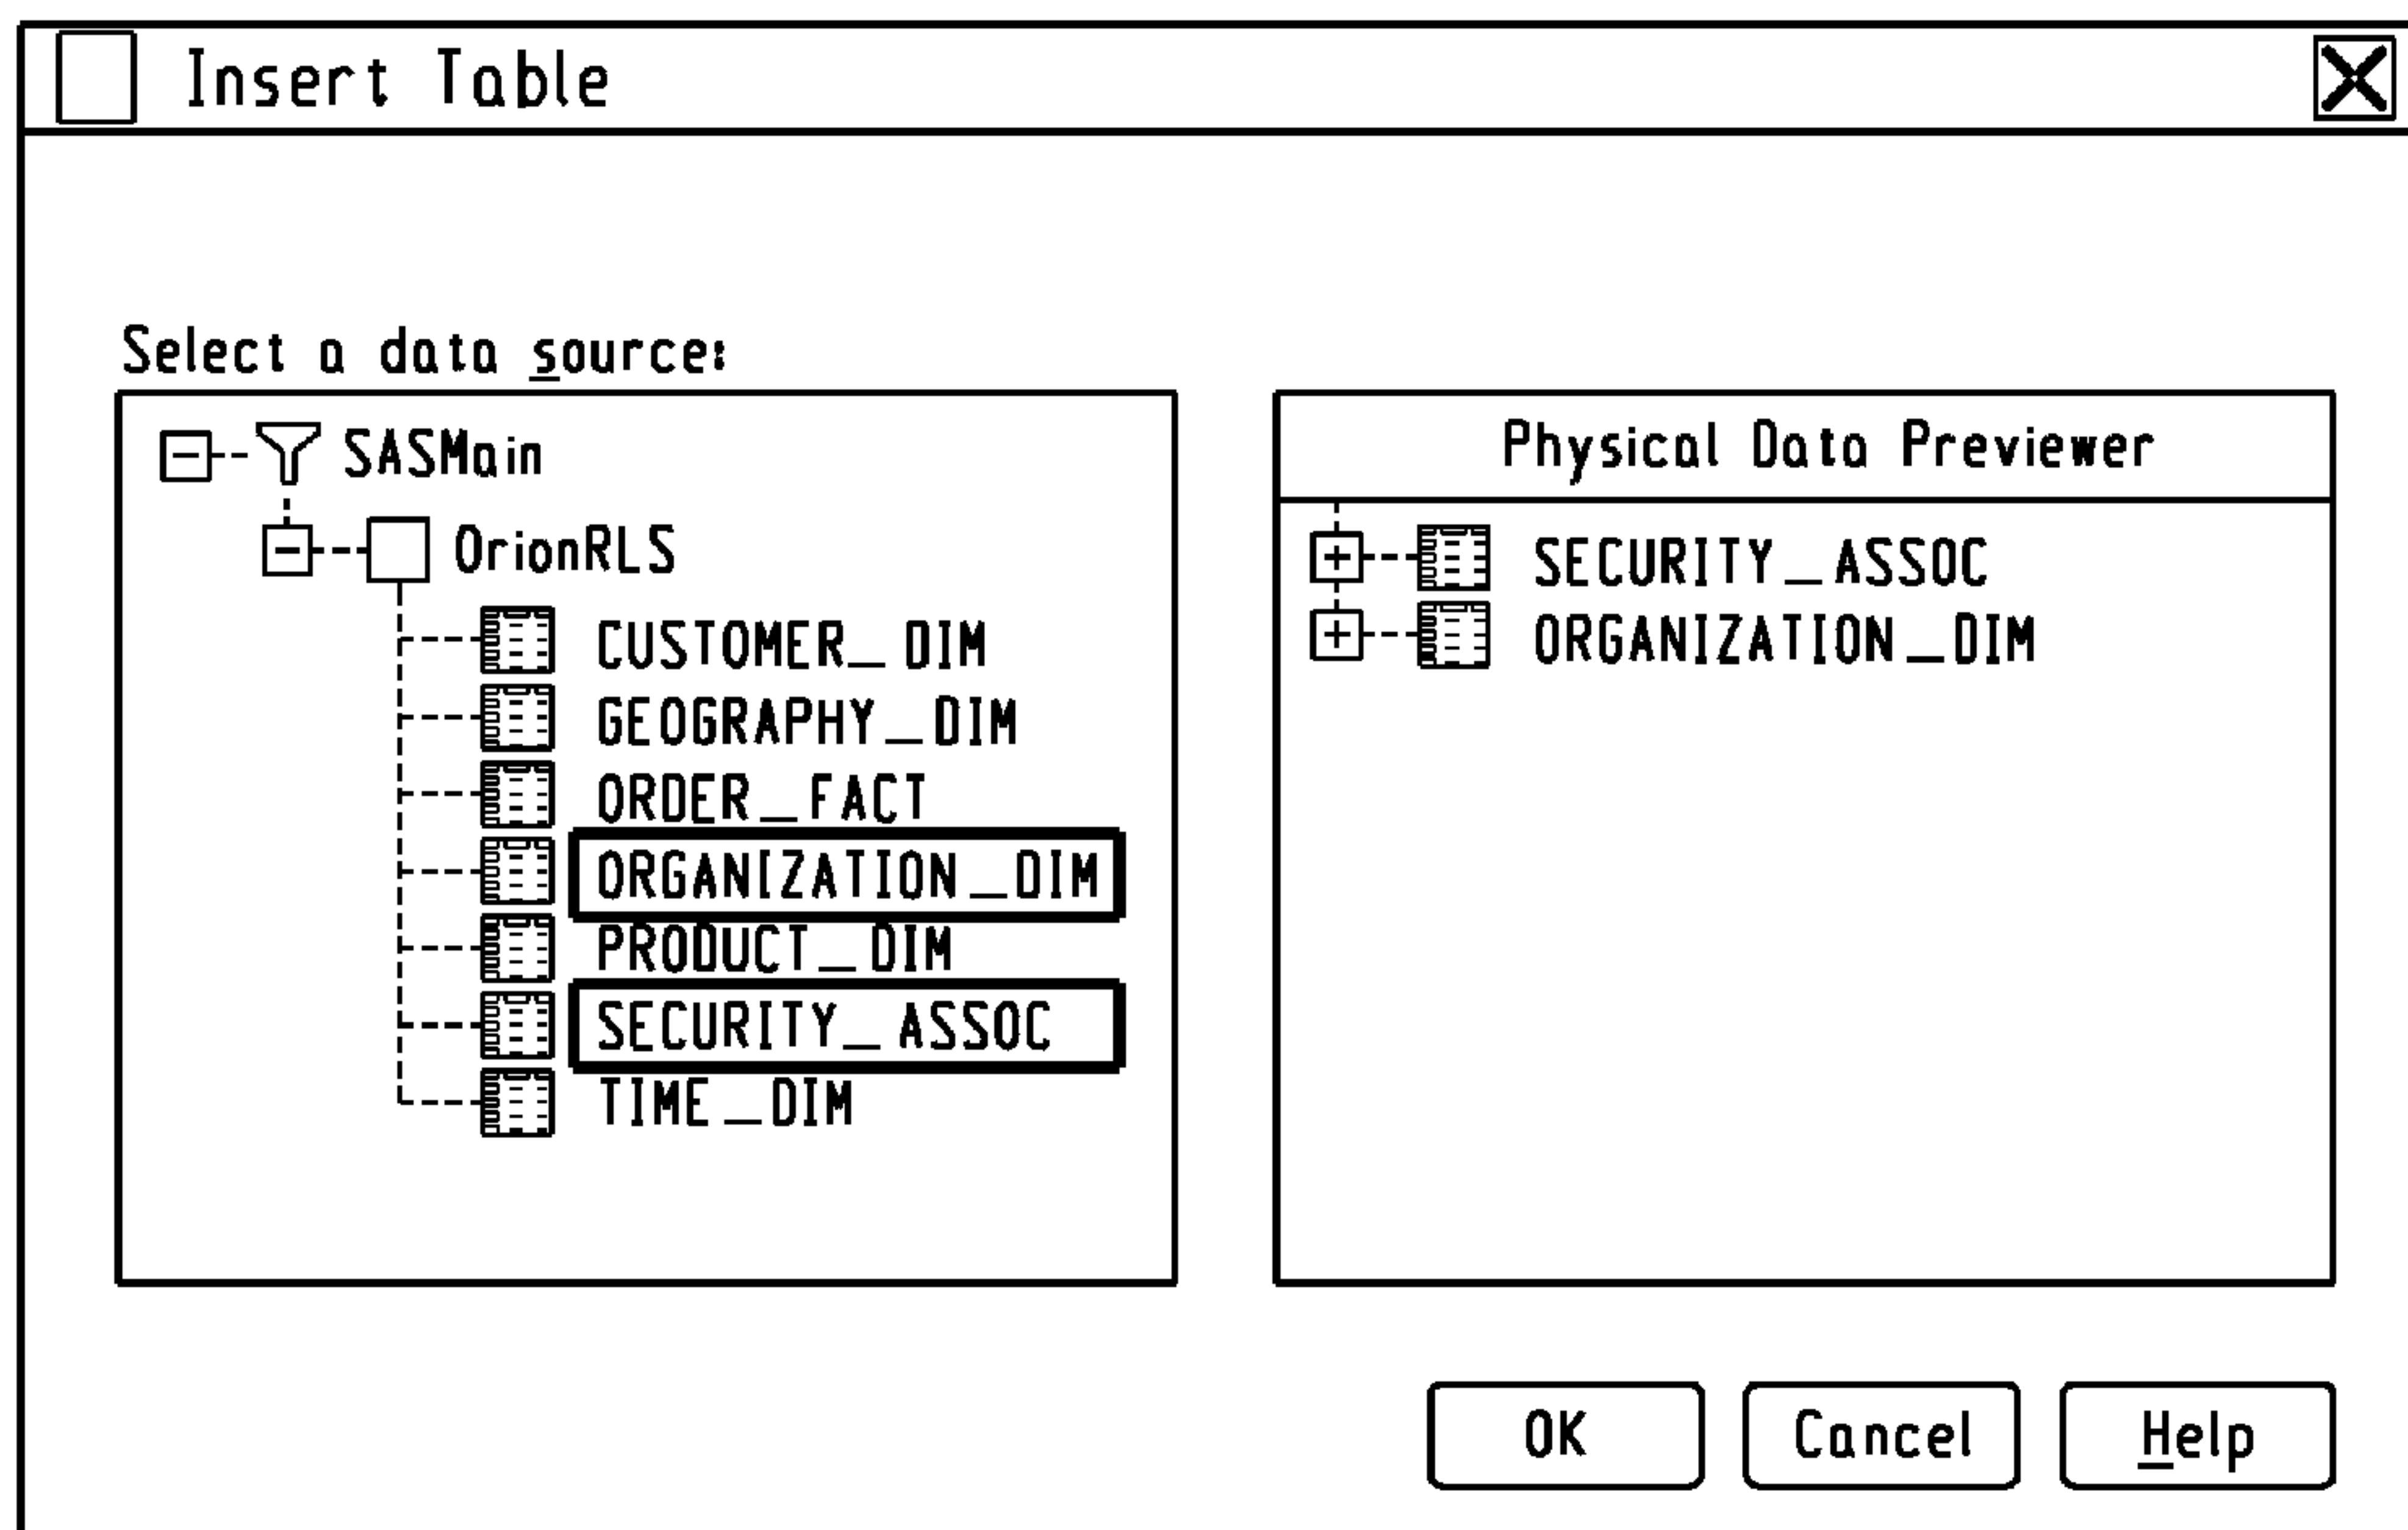 Insert Table
Select a data source:
SASMain
OrionRLS
CUSTOMER_DIM
GEOGRAPHY_DIM
ORDER_FACT
ORGANIZATION_DIM
PRODUCT_DIM
SECURITY_ASSOC
TIME_DIM
Physical Data Previewer
SECURITY_ASSOC
ORGANIZATION_DIM
OK Cancel Help